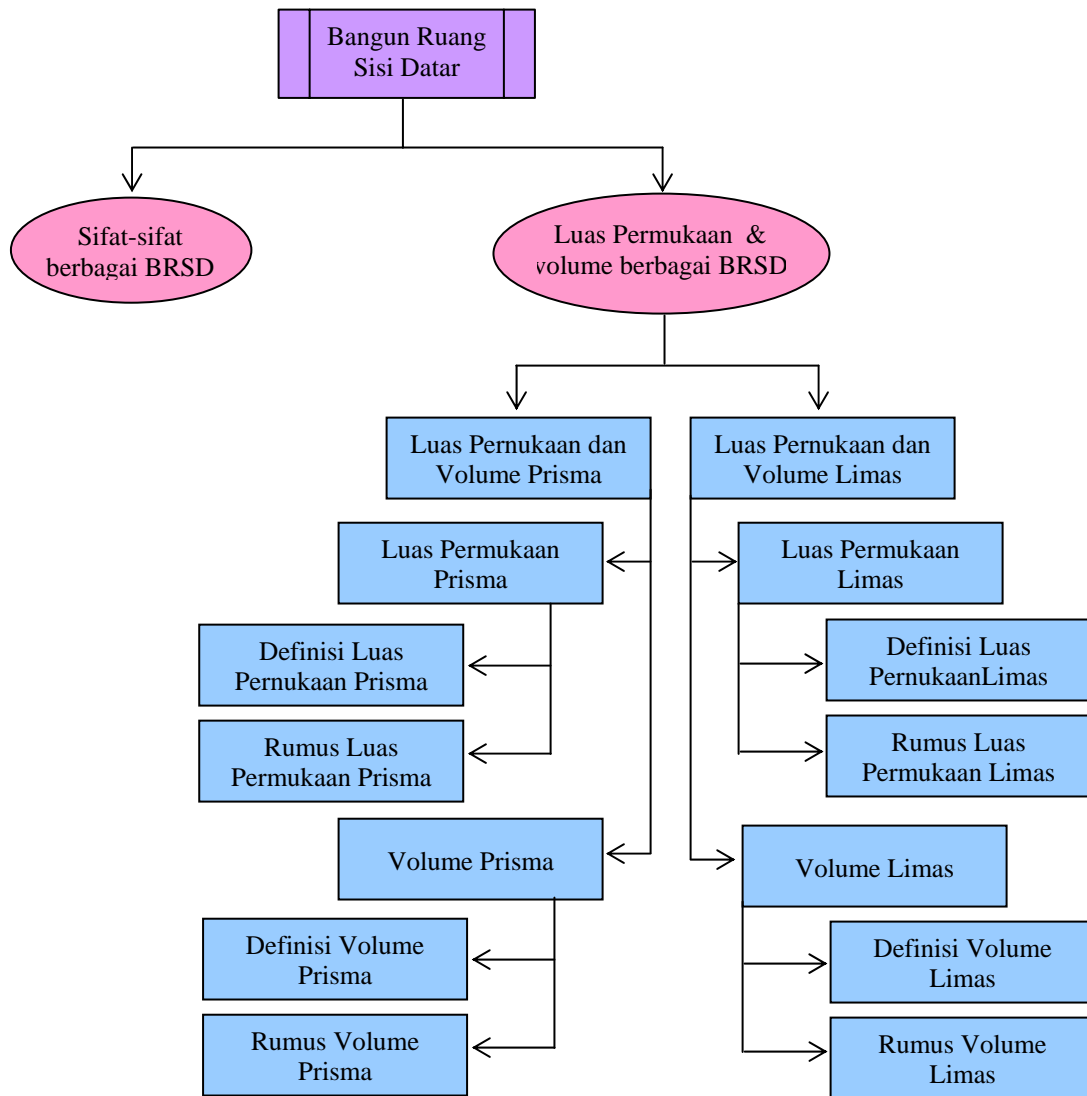 Bangun Ruang
Sisi Datar
Sifat-sifat
berbagai BRSD
Luas Permukaan &
volume berbagai BRSD
Luas Pernukaan dan
Volume Prisma
Luas Pernukaan dan
Volume Limas
Luas Permukaan
Prisma
Luas Permukaan
Limas
Definisi Luas
Pernukaan Prisma
Definisi Luas
PernukaanLimas
Rumus Luas
Permukaan Prisma
Rumus Luas
Permukaan Limas
Volume Prisma
Volume Limas
Definisi Volume
Prisma
Definisi Volume
Limas
Rumus Volume
Prisma
Rumus Volume
Limas